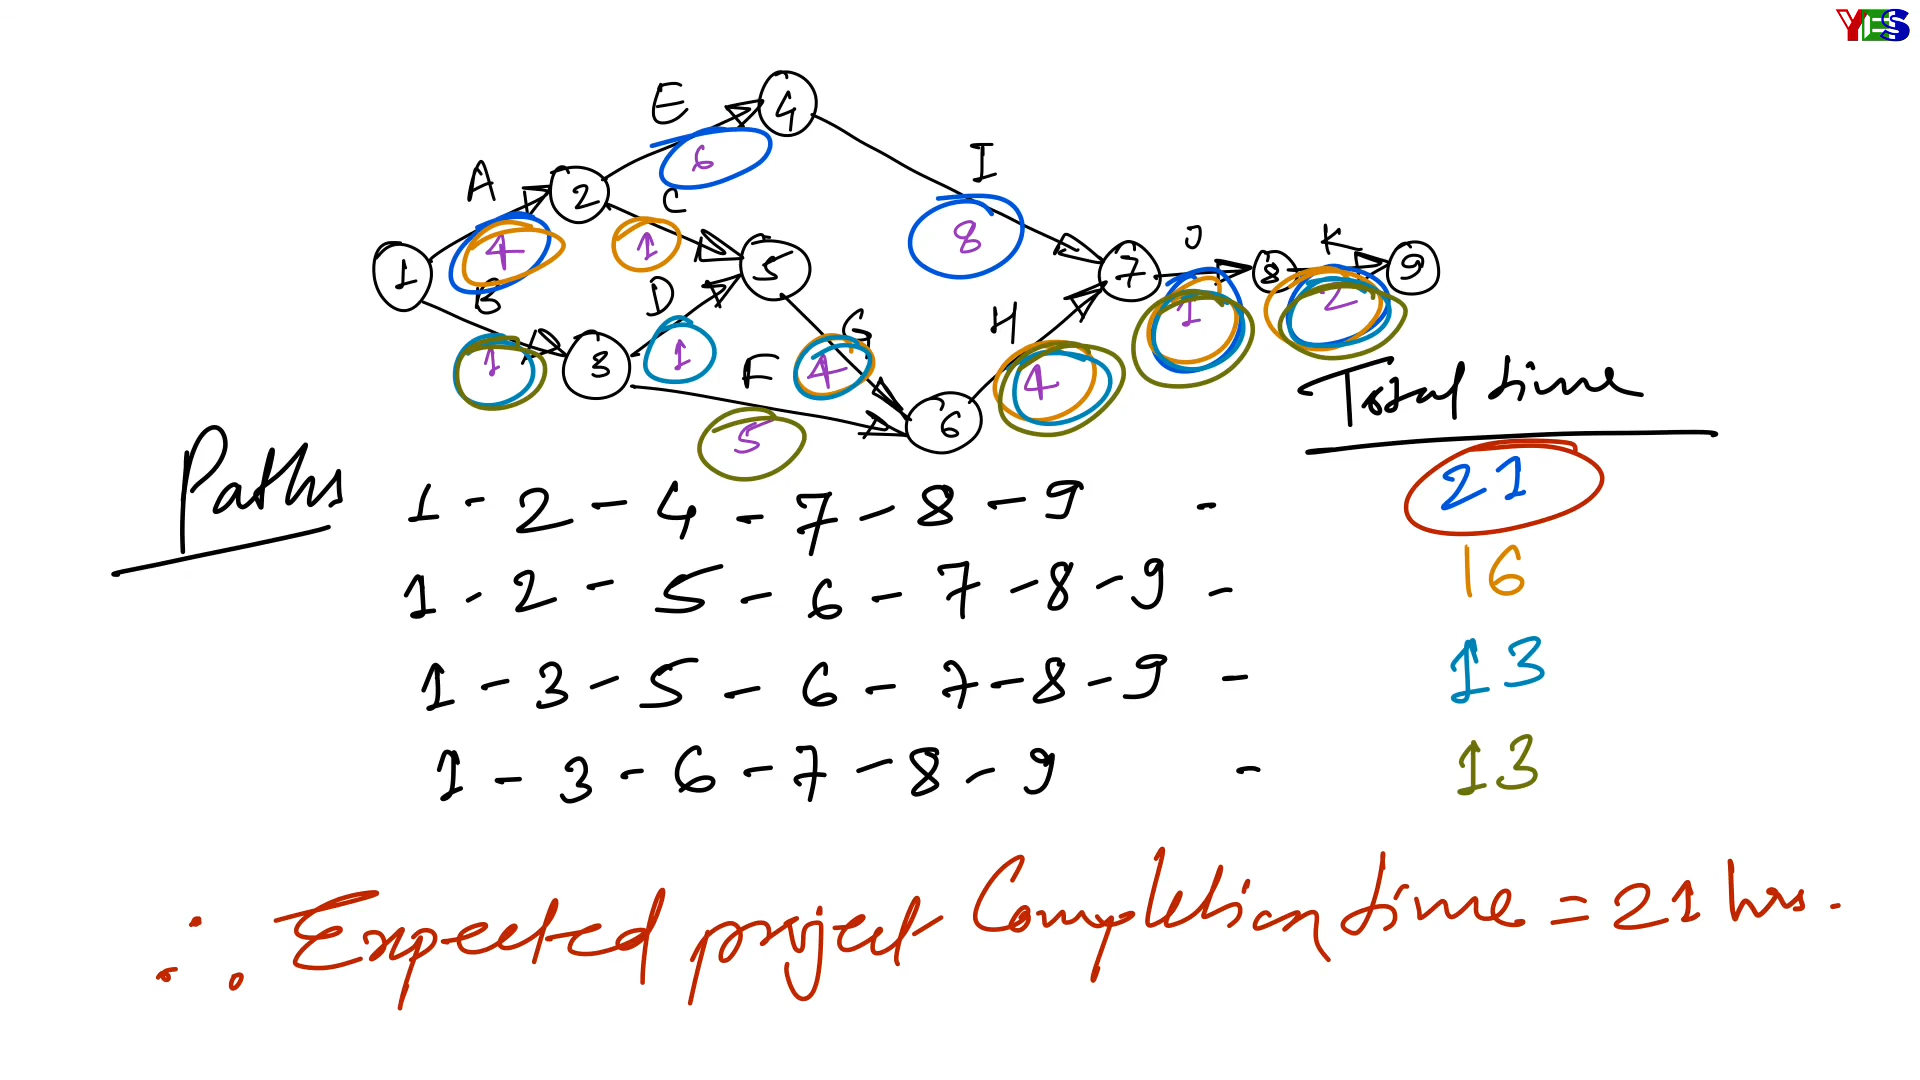 YES
E
4
6
I
A
2
C
8
4
1
1
5
J
K
7
8
9
B
D
H
G
1
2
1
3
1
F
4
4
5
6
Total time
Paths
1 - 2 - 4 - 7 - 8 - 9 - 21
1 - 2 - 5 - 6 - 7 - 8 - 9 - 16
1 - 3 - 5 - 6 - 7 - 8 - 9 - 13
1 - 3 - 6 - 7 - 8 - 9 - 13
∴ Expected project Completion time = 21 hrs.